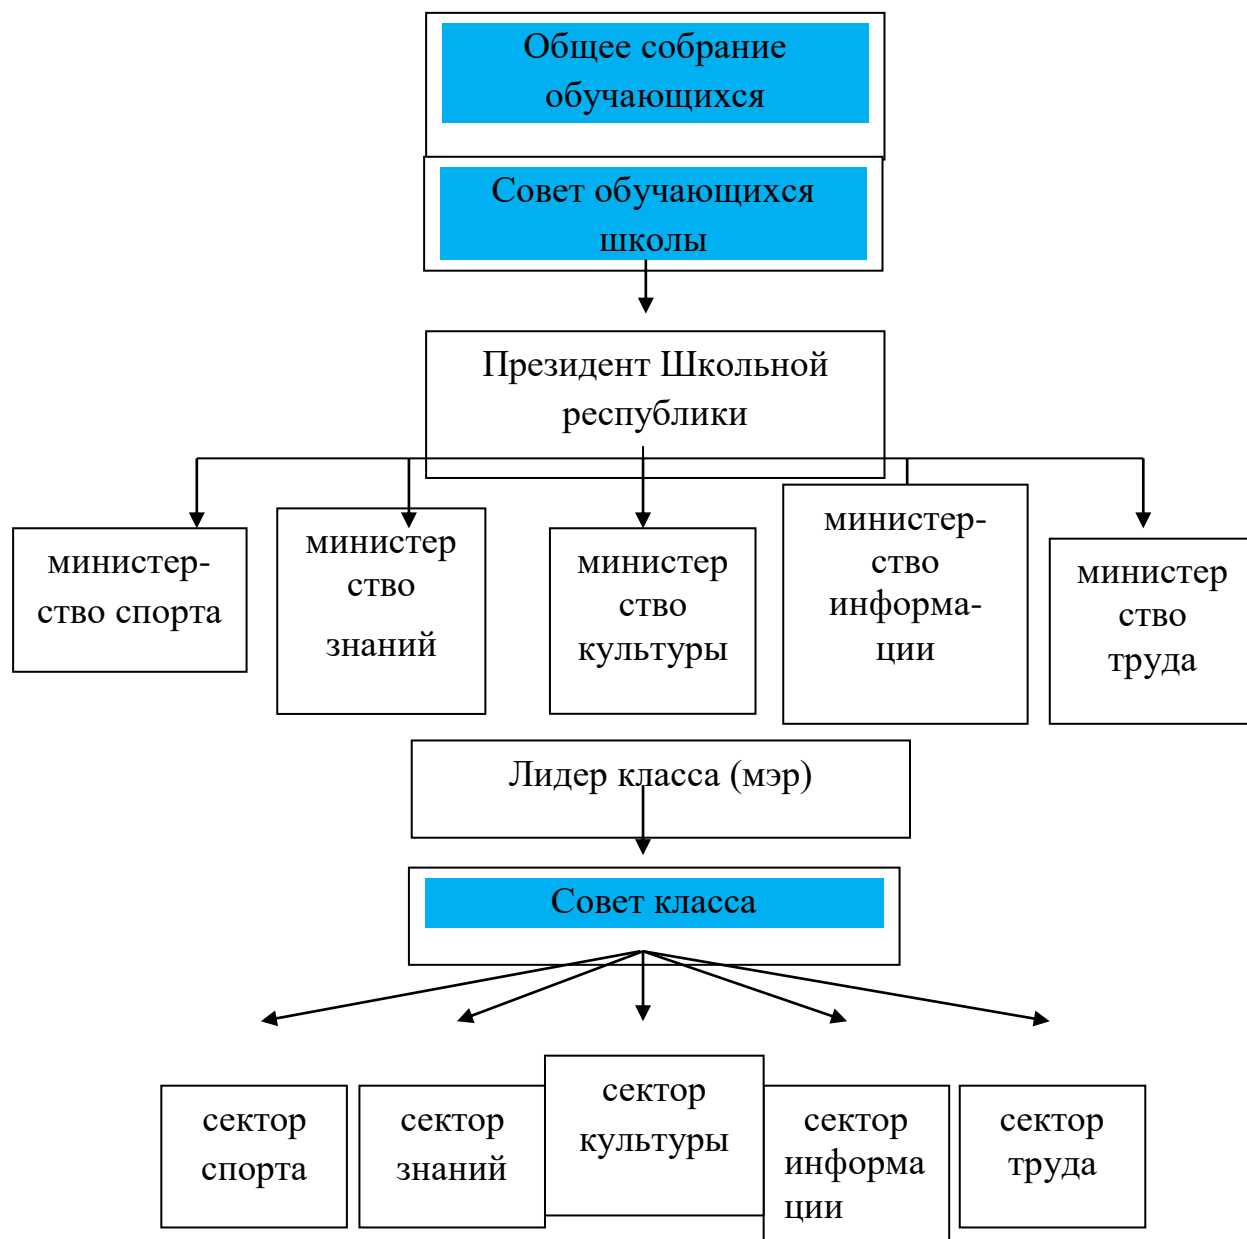 Общее собрание
обучающихся
Совет обучающихся
школы
Президент Школьной
республики
министер-
ство спорта
министер
ство
знаний
министер
ство
культуры
министер-
ство
информа-
ции
министер
ство
труда
Лидер класса (мэр)
Совет класса
сектор
спорта
сектор
знаний
сектор
культуры
сектор
информа
ции
сектор
труда